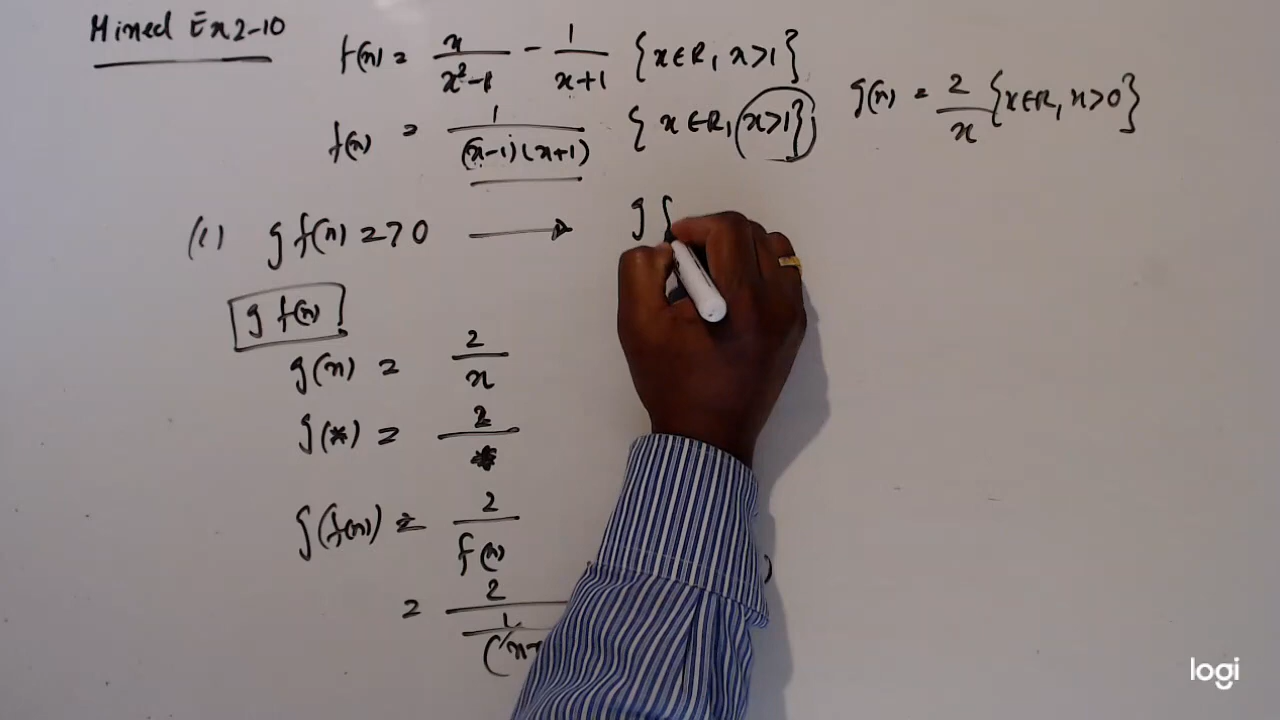 Mixed Ex2-10
f(x) = x/(x²-1) - 1/(x+1) {x∈R, x>1}
g(x) = 2/x {x∈R, x>0}
f(x) = 1/((x-1)(x+1)) {x∈R, (x>1}
(c) gf(x) = 70 → gf
gf(x)
g(x) = 2/x
g(*) = 2/*
g(f(x)) = 2/f(x)
= 2/(1/(x
)
logi